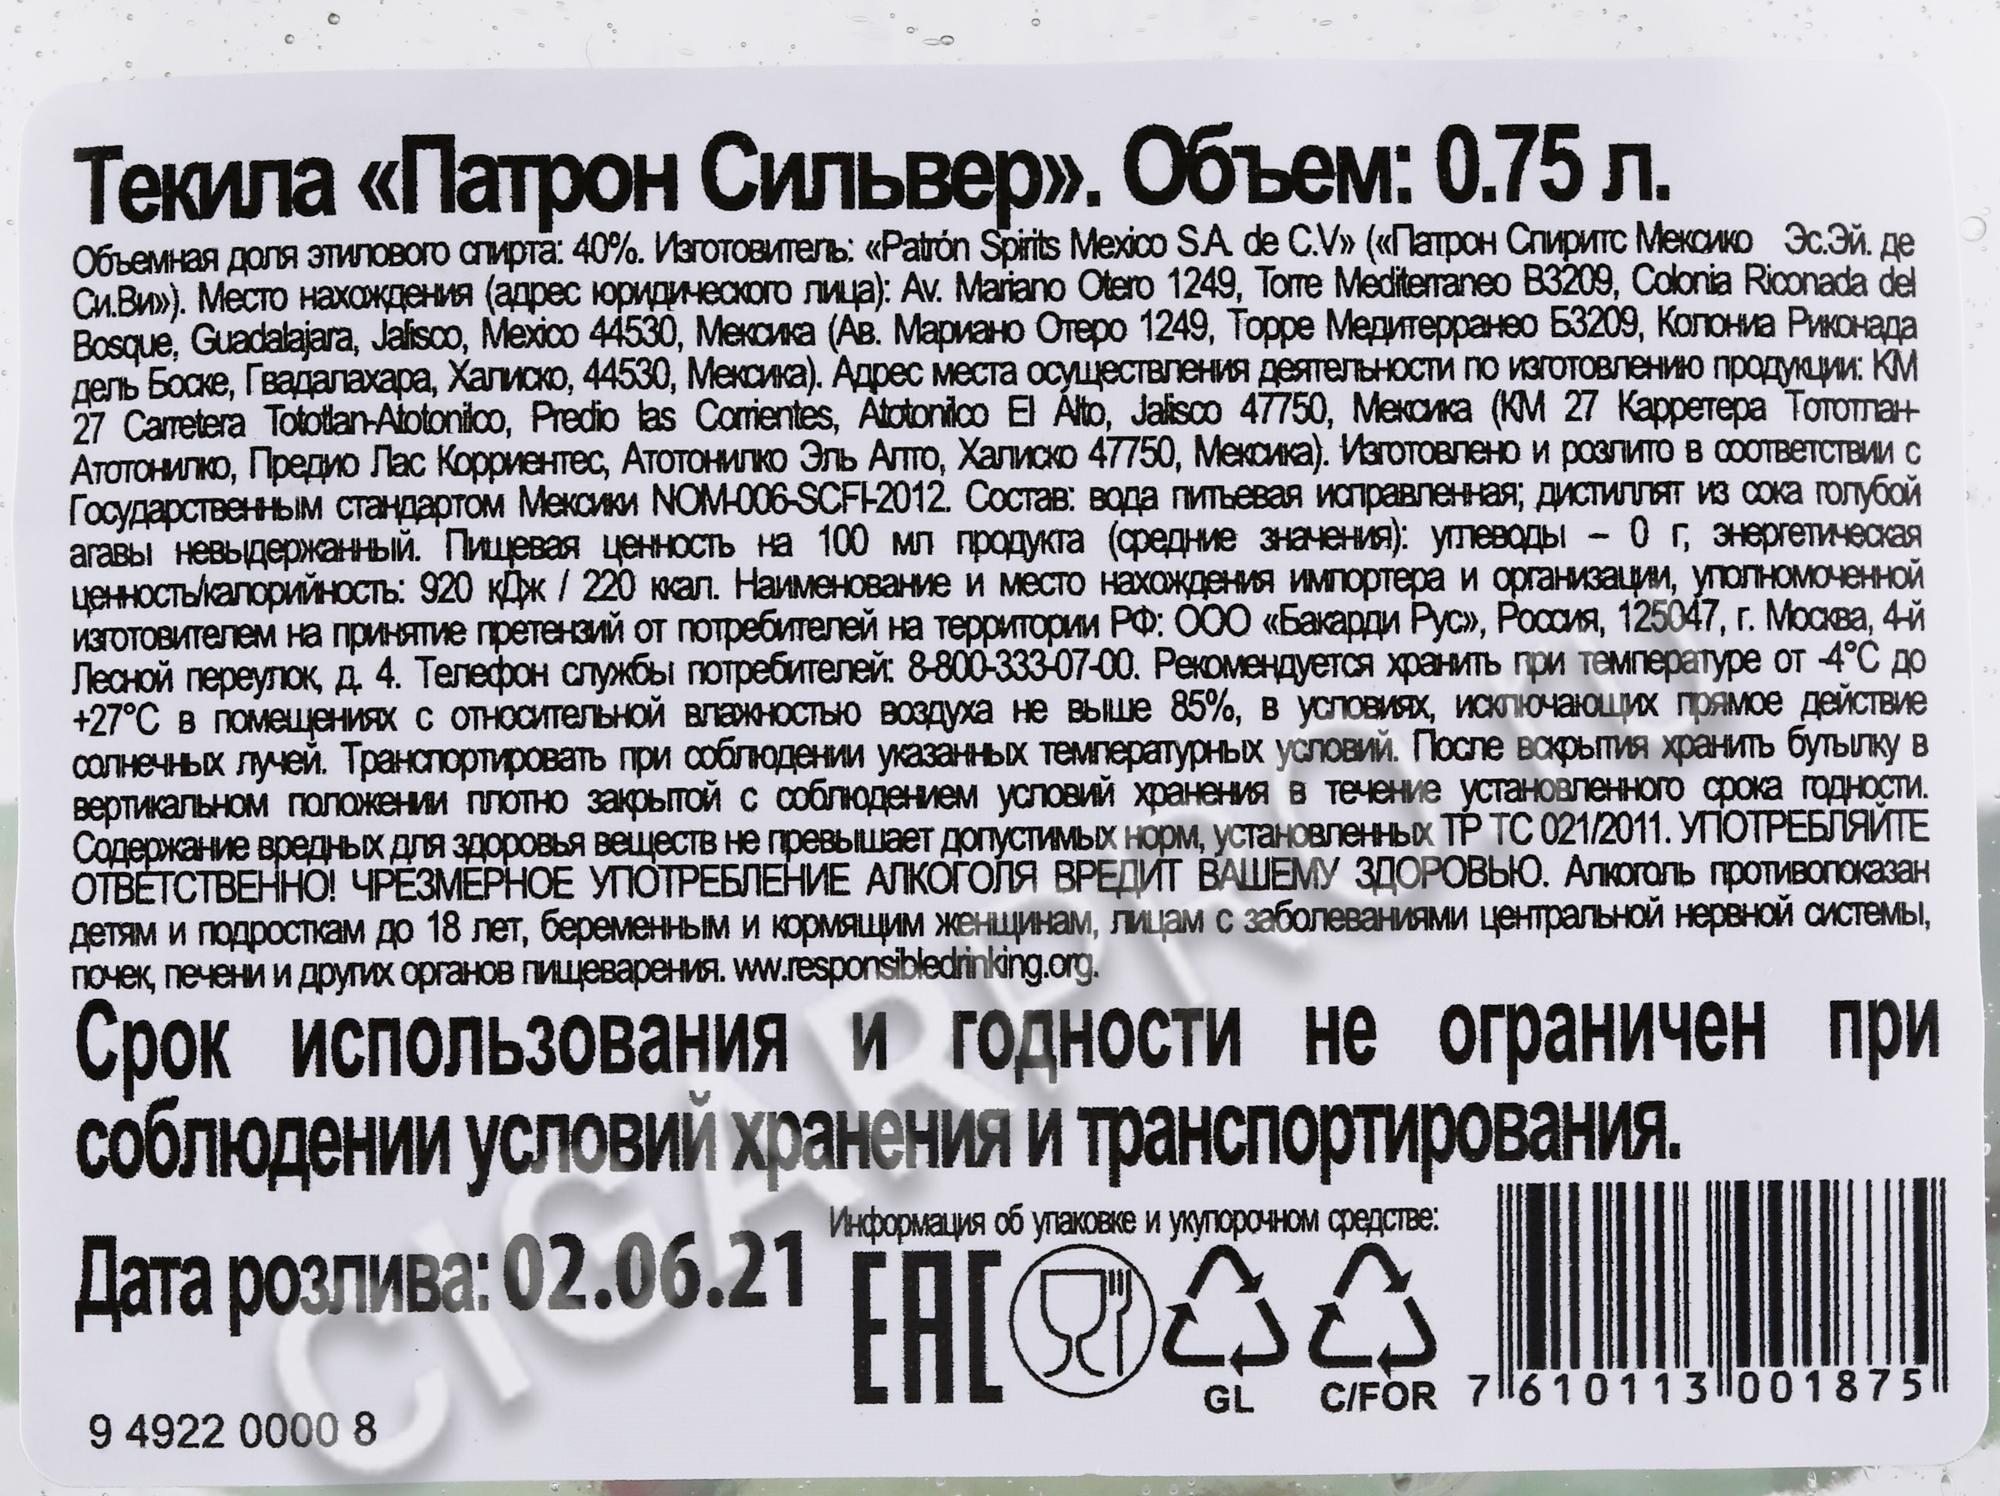 Текила «Патрон Сильвер». Объем: 0.75 л.
Объемная доля этилового спирта: 40%. Изготовитель: «Patrón Spirits Mexico S.A. de C.V» («Патрон Спиритс Мексико Эс.Эй. де
Си.Ви»). Место нахождения (адрес юридического лица): Av. Mariano Otero 1249, Torre Mediterraneo B3209, Colonia Riconada del
Bosque, Guadalajara, Jalisco, Mexico 44530, Мексика (Ав. Мариано Отеро 1249, Торре Медитерранео Б3209, Колониа Риконада
дель Боске, Гвадалахара, Халиско, 44530, Мексика). Адрес места осуществления деятельности по изготовлению продукции: КМ
27 Carretera Tototlan-Atotonilco, Predio las Corrientes, Atotonilco El Alto, Jalisco 47750, Мексика (КМ 27 Карретера Тототлан-
Атотонилко, Предио Лас Корриентес, Атотонилко Эль Алто, Халиско 47750, Мексика). Изготовлено и розлито в соответствии с
Государственным стандартом Мексики NOM-006-SCFI-2012. Состав: вода питьевая исправленная; дистиллят из сока голубой
агавы невыдержанный. Пищевая ценность на 100 мл продукта (средние значения): углеводы – 0 г, энергетическая
ценность/калорийность: 920 кДж / 220 ккал. Наименование и место нахождения импортера и организации, уполномоченной
изготовителем на принятие претензий от потребителей на территории РФ: ООО «Бакарди Рус», Россия, 125047, г. Москва, 4-й
Лесной переулок, д. 4. Телефон службы потребителей: 8-800-333-07-00. Рекомендуется хранить при температуре от -4°С до
+27°С в помещениях с относительной влажностью воздуха не выше 85%, в условиях, исключающих прямое действие
солнечных лучей. Транспортировать при соблюдении указанных температурных условий. После вскрытия хранить бутылку в
вертикальном положении плотно закрытой с соблюдением условий хранения в течение установленного срока годности.
Содержание вредных для здоровья веществ не превышает допустимых норм, установленных ТР ТС 021/2011. УПОТРЕБЛЯЙТЕ
ОТВЕТСТВЕННО! ЧРЕЗМЕРНОЕ УПОТРЕБЛЕНИЕ АЛКОГОЛЯ ВРЕДИТ ВАШЕМУ ЗДОРОВЬЮ. Алкоголь противопоказан
детям и подросткам до 18 лет, беременным и кормящим женщинам, лицам с заболеваниями центральной нервной системы,
почек, печени и других органов пищеварения. ww.responsibledrinking.org.
Срок использования и годности не ограничен при
соблюдении условий хранения и транспортирования.
Информация об упаковке и укупорочном средстве:
Дата розлива: 02.06.21
EAC
GL
C/FOR
7 610113 001875
9 4922 0000 8
CIGARPRO.RU